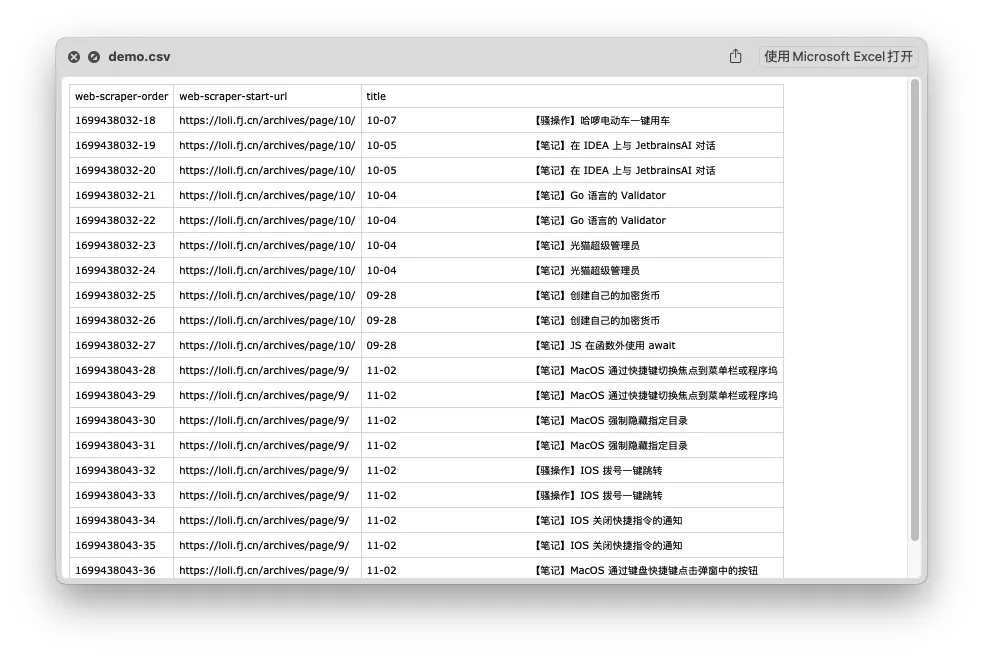 demo.csv 使用Microsoft Excel打开
web-scraper-order web-scraper-start-url title
1699438032-18 https://loli.fj.cn/archives/page/10/ 10-07 【骚操作】哈啰电动车一键用车
1699438032-19 https://loli.fj.cn/archives/page/10/ 10-05 【笔记】在 IDEA 上与 JetbrainsAI 对话
1699438032-20 https://loli.fj.cn/archives/page/10/ 10-05 【笔记】在 IDEA 上与 JetbrainsAI 对话
1699438032-21 https://loli.fj.cn/archives/page/10/ 10-04 【笔记】Go 语言的 Validator
1699438032-22 https://loli.fj.cn/archives/page/10/ 10-04 【笔记】Go 语言的 Validator
1699438032-23 https://loli.fj.cn/archives/page/10/ 10-04 【笔记】光猫超级管理员
1699438032-24 https://loli.fj.cn/archives/page/10/ 10-04 【笔记】光猫超级管理员
1699438032-25 https://loli.fj.cn/archives/page/10/ 09-28 【笔记】创建自己的加密货币
1699438032-26 https://loli.fj.cn/archives/page/10/ 09-28 【笔记】创建自己的加密货币
1699438032-27 https://loli.fj.cn/archives/page/10/ 09-28 【笔记】JS 在函数外使用 await
1699438043-28 https://loli.fj.cn/archives/page/9/ 11-02 【笔记】MacOS 通过快捷键切换焦点到菜单栏或程序坞
1699438043-29 https://loli.fj.cn/archives/page/9/ 11-02 【笔记】MacOS 通过快捷键切换焦点到菜单栏或程序坞
1699438043-30 https://loli.fj.cn/archives/page/9/ 11-02 【笔记】MacOS 强制隐藏指定目录
1699438043-31 https://loli.fj.cn/archives/page/9/ 11-02 【笔记】MacOS 强制隐藏指定目录
1699438043-32 https://loli.fj.cn/archives/page/9/ 11-02 【骚操作】IOS 拨号一键跳转
1699438043-33 https://loli.fj.cn/archives/page/9/ 11-02 【骚操作】IOS 拨号一键跳转
1699438043-34 https://loli.fj.cn/archives/page/9/ 11-02 【笔记】IOS 关闭快捷指令的通知
1699438043-35 https://loli.fj.cn/archives/page/9/ 11-02 【笔记】IOS 关闭快捷指令的通知
1699438043-36 https://loli.fj.cn/archives/page/9/ 11-02 【笔记】MacOS 通过键盘快捷键点击弹窗中的按钮